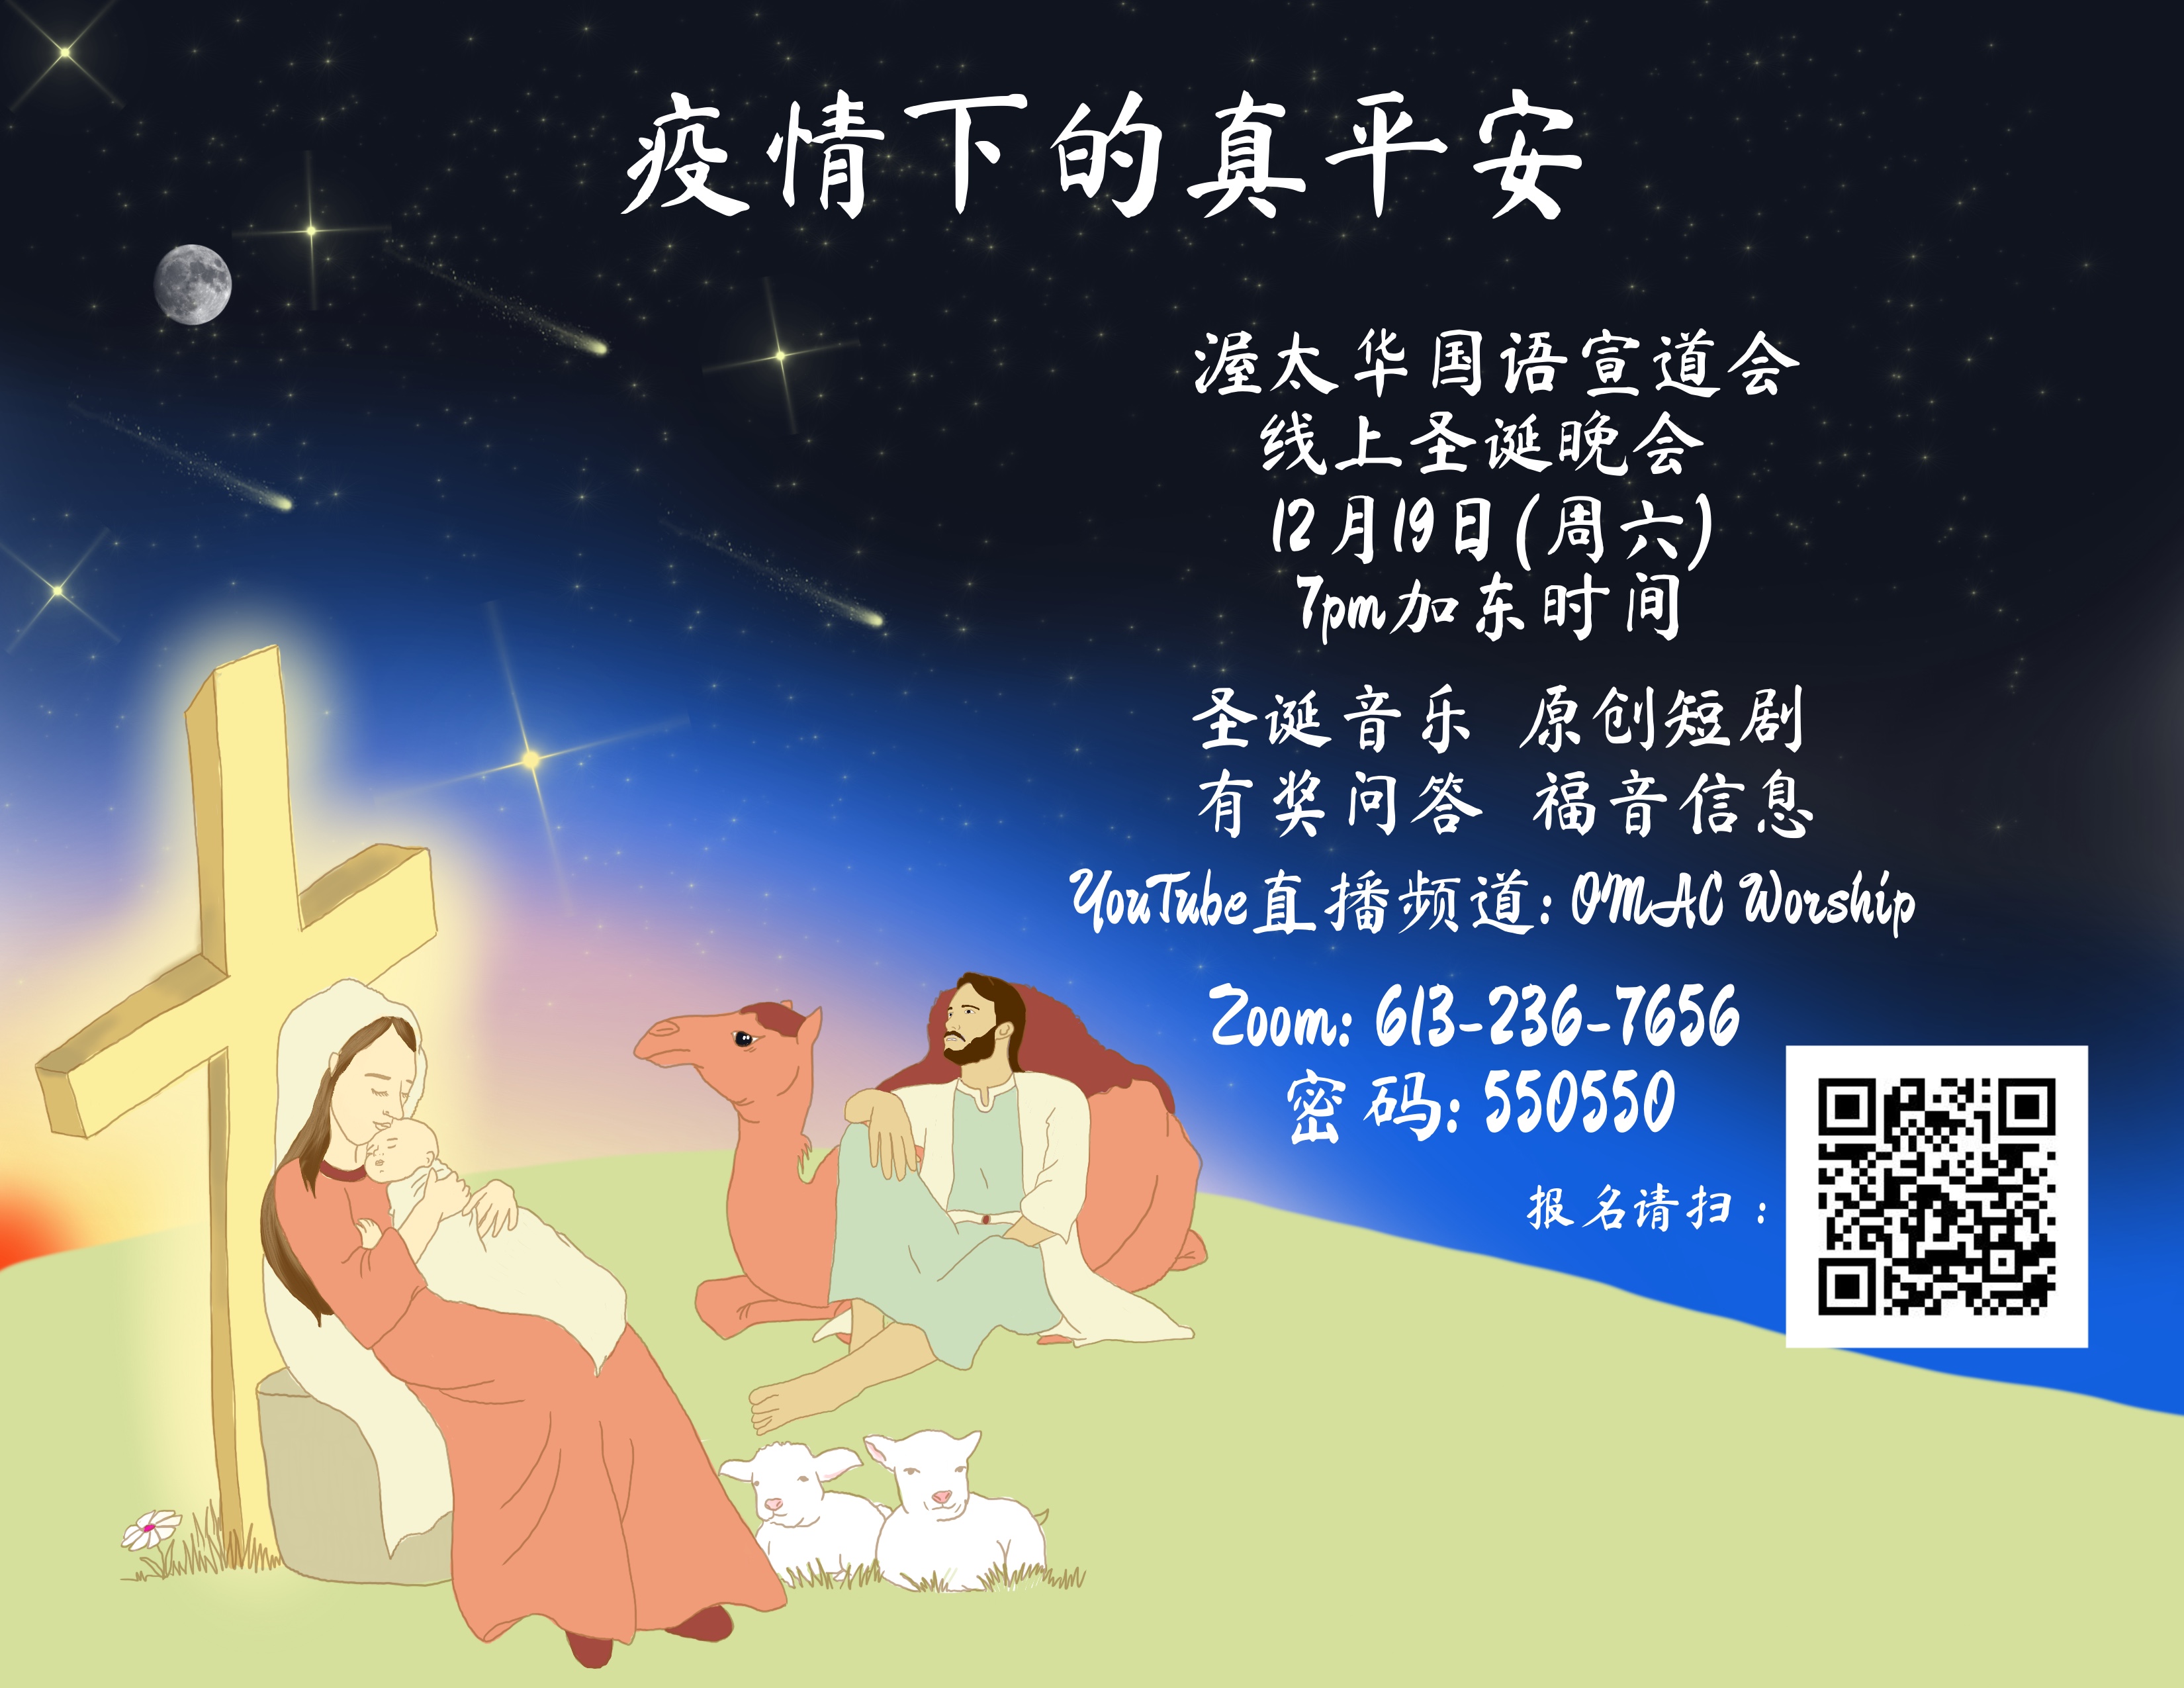 疫情下的真平安
渥太华国语宣道会
线上圣诞晚会
12月19日(周六)
7pm加东时间
圣诞音乐 原创短剧
有奖问答 福音信息
YouTube直播频道: OMAC Worship
Zoom: 613-236-7656
密码: 550550
报名请扫：